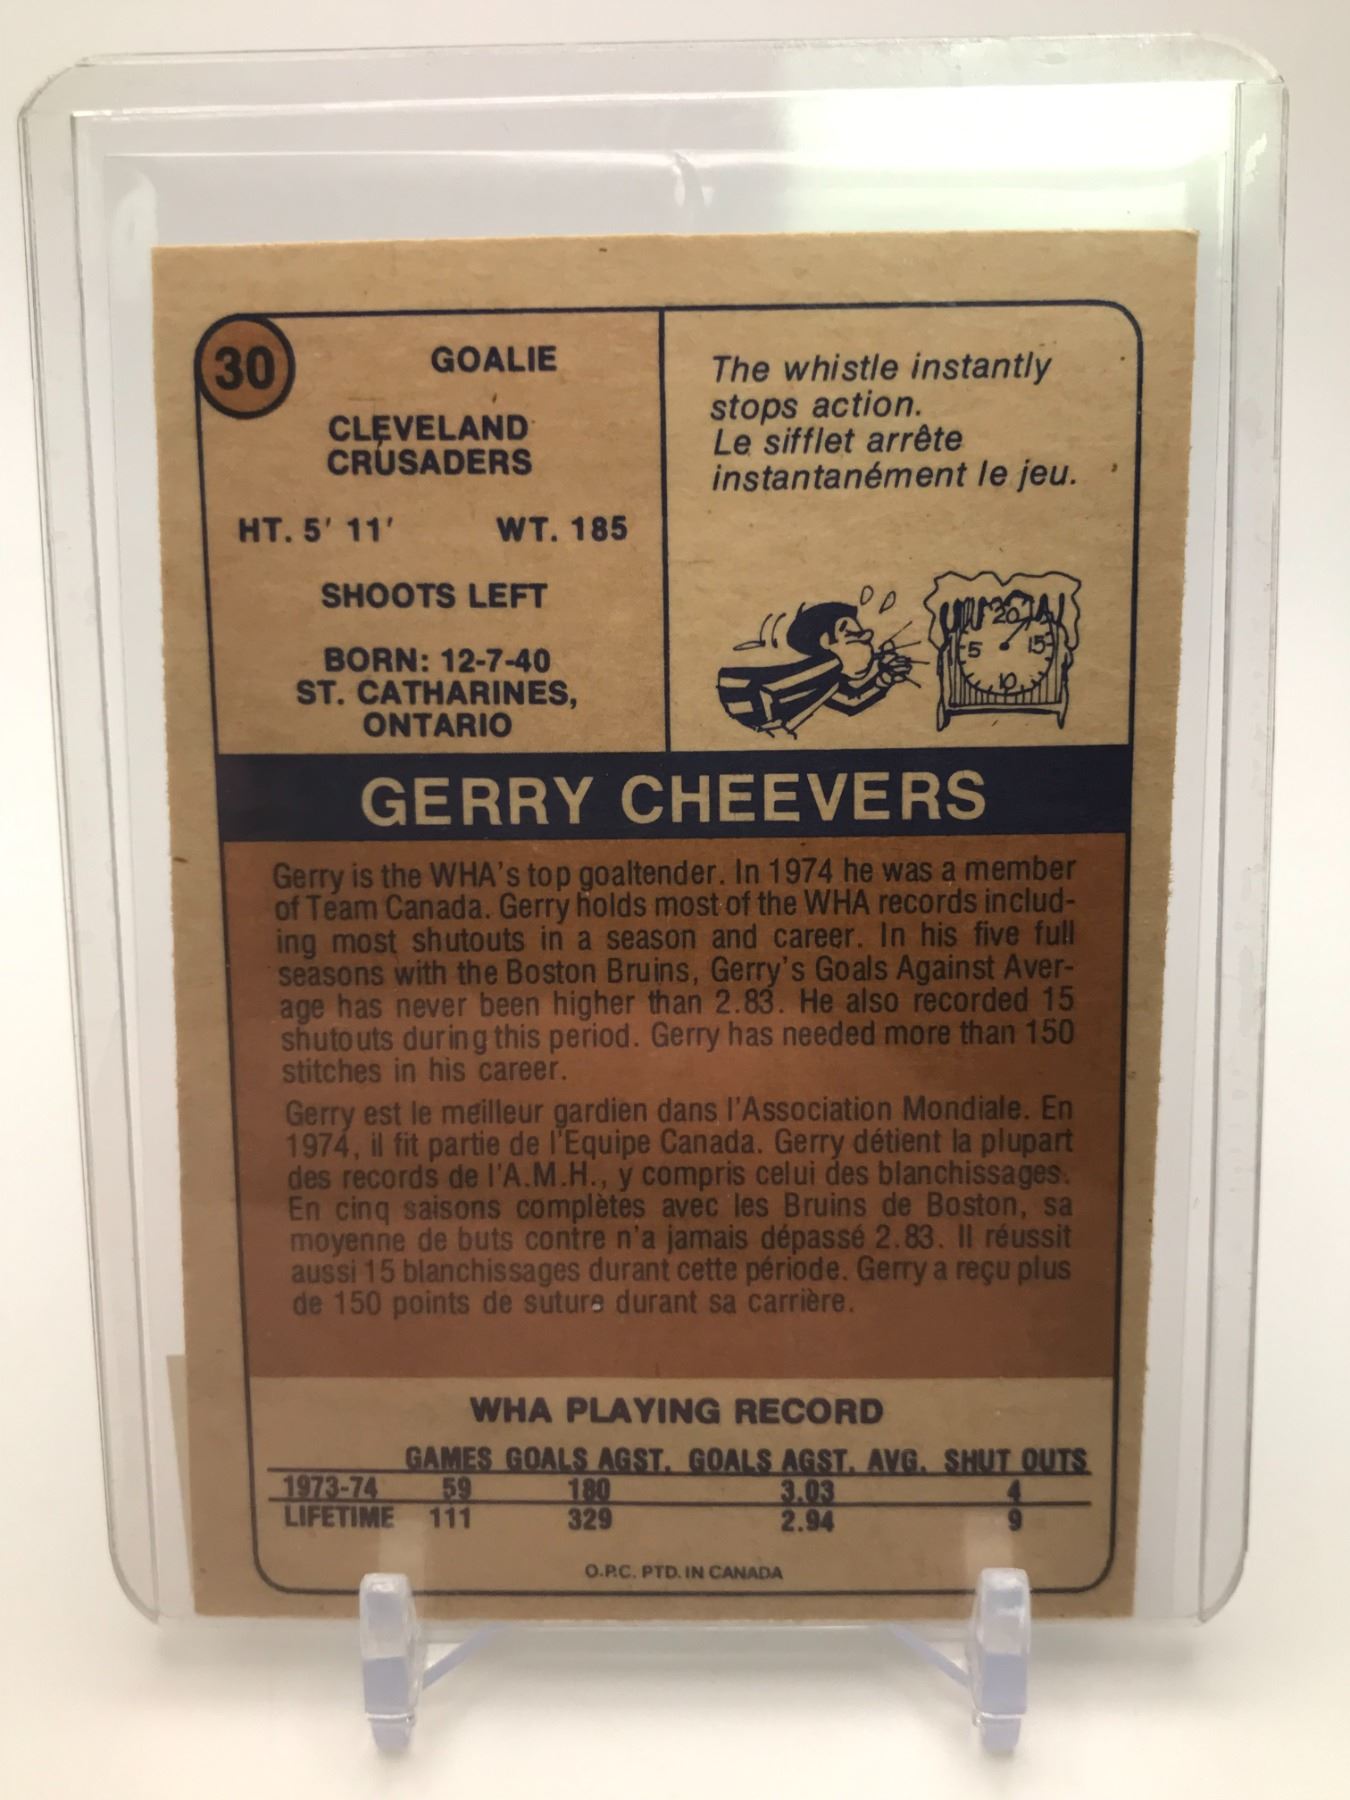 30
GOALIE
CLEVELAND
CRUSADERS
HT. 5' 11' WT. 185
SHOOTS LEFT
BORN: 12-7-40
ST. CATHARINES,
ONTARIO
The whistle instantly
stops action.
Le sifflet arrête
instantanément le jeu.
20
5 15
10
GERRY CHEEVERS
Gerry is the WHA's top goaltender. In 1974 he was a member
of Team Canada. Gerry holds most of the WHA records includ-
ing most shutouts in a season and career. In his five full
seasons with the Boston Bruins, Gerry's Goals Against Aver-
age has never been higher than 2.83. He also recorded 15
shutouts during this period. Gerry has needed more than 150
stitches in his career.
Gerry est le meilleur gardien dans l'Association Mondiale. En
1974, il fit partie de l'Equipe Canada. Gerry détient la plupart
des records de l'A.M.H., y compris celui des blanchissages.
En cinq saisons complètes avec les Bruins de Boston, sa
moyenne de buts contre n'a jamais dépassé 2.83. Il réussit
aussi 15 blanchissages durant cette période. Gerry a reçu plus
de 150 points de suture durant sa carrière.
WHA PLAYING RECORD
GAMES GOALS AGST. GOALS AGST. AVG. SHUT OUTS
1973-74 59 180 3.03 4
LIFETIME 111 329 2.94 9
O.P.C. PTD. IN CANADA